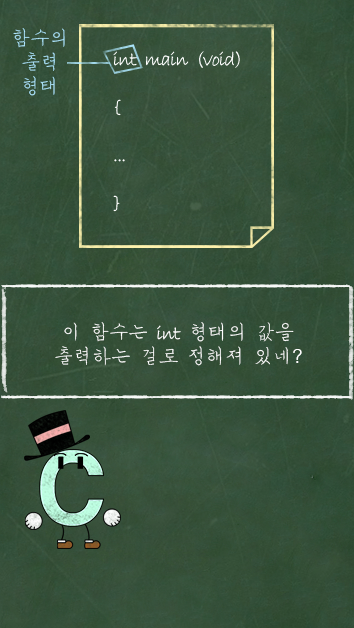 함수의
출력
형태
int main (void)
{
...
}
이 함수는 int 형태의 값을
출력하는 걸로 정해져 있네?
C